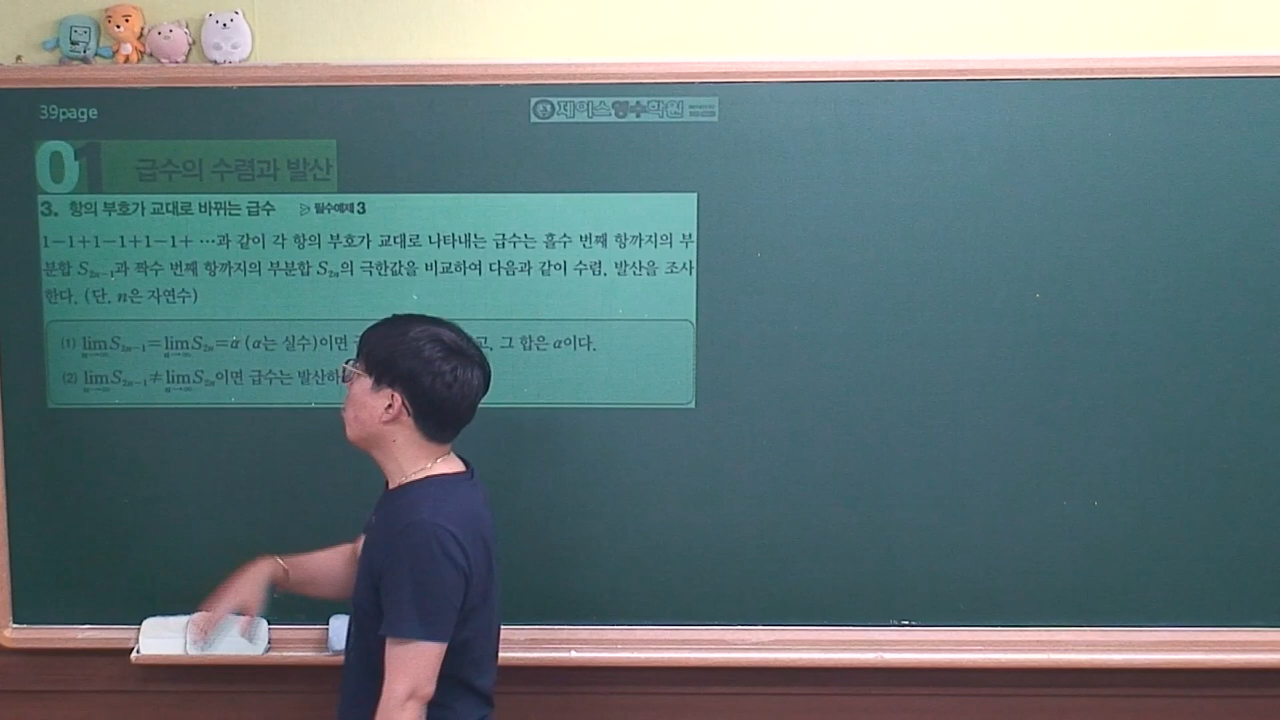 39page
제이스영수학원
01 급수의 수렴과 발산
3. 항의 부호가 교대로 바뀌는 급수 ▷ 필수예제 3
1-1+1-1+1-1+ ⋯과 같이 각 항의 부호가 교대로 나타내는 급수는 홀수 번째 항까지의 부
분합 S₂ₙ₋₁과 짝수 번째 항까지의 부분합 S₂ₙ의 극한값을 비교하여 다음과 같이 수렴, 발산을 조사
한다. (단, n은 자연수)
(1) lim S₂ₙ₋₁=lim S₂ₙ=α (α는 실수)이면 고, 그 합은 α이다.
n→∞ n→∞
(2) lim S₂ₙ₋₁≠lim S₂ₙ이면 급수는 발산하
n→∞ n→∞